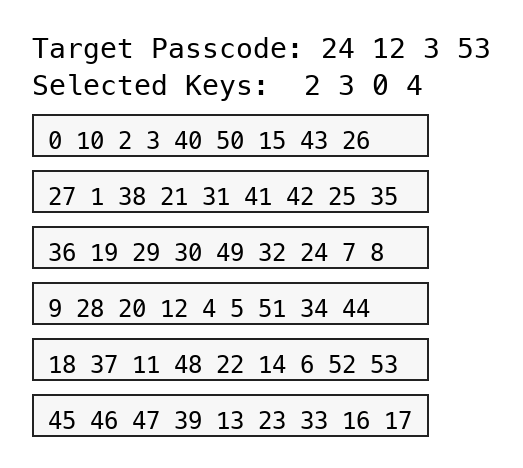 Target Passcode: 24 12 3 53
Selected Keys: 2 3 0 4
0 10 2 3 40 50 15 43 26
27 1 38 21 31 41 42 25 35
36 19 29 30 49 32 24 7 8
9 28 20 12 4 5 51 34 44
18 37 11 48 22 14 6 52 53
45 46 47 39 13 23 33 16 17